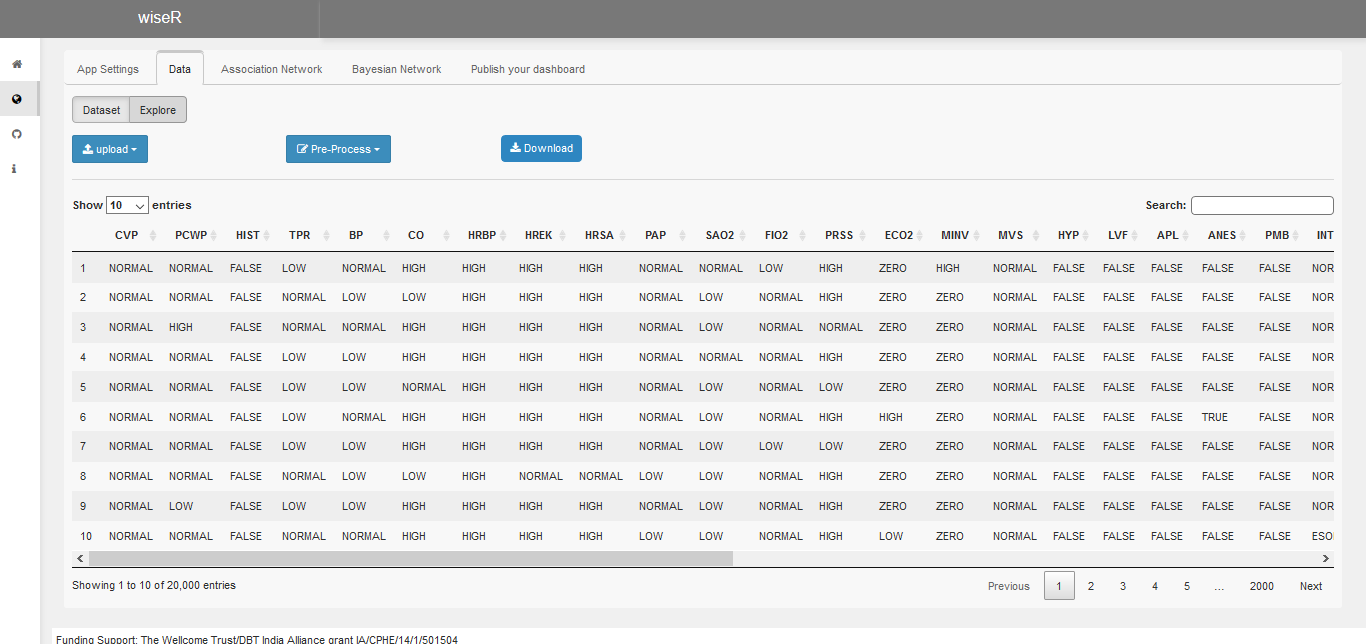 wiseR
App Settings Data Association Network Bayesian Network Publish your dashboard
Dataset Explore
upload Pre-Process Download
Show 10 entries Search:
CVP PCWP HIST TPR BP CO HRBP HREK HRSA PAP SAO2 FIO2 PRSS ECO2 MINV MVS HYP LVF APL ANES PMB INT
1 NORMAL NORMAL FALSE LOW NORMAL HIGH HIGH HIGH HIGH NORMAL NORMAL LOW HIGH ZERO HIGH NORMAL FALSE FALSE FALSE FALSE FALSE NOR
2 NORMAL NORMAL FALSE NORMAL LOW LOW HIGH HIGH HIGH NORMAL LOW NORMAL HIGH ZERO ZERO NORMAL FALSE FALSE FALSE FALSE FALSE NOR
3 NORMAL HIGH FALSE NORMAL NORMAL HIGH HIGH HIGH HIGH NORMAL LOW NORMAL NORMAL ZERO ZERO NORMAL FALSE FALSE FALSE FALSE FALSE NOR
4 NORMAL NORMAL FALSE LOW LOW HIGH HIGH HIGH HIGH NORMAL NORMAL NORMAL HIGH ZERO ZERO NORMAL FALSE FALSE FALSE FALSE FALSE NOR
5 NORMAL NORMAL FALSE LOW LOW NORMAL HIGH HIGH HIGH NORMAL LOW NORMAL LOW ZERO ZERO NORMAL FALSE FALSE FALSE FALSE FALSE NOR
6 NORMAL NORMAL FALSE LOW NORMAL HIGH HIGH HIGH HIGH NORMAL LOW NORMAL HIGH HIGH ZERO NORMAL FALSE FALSE FALSE TRUE FALSE NOR
7 NORMAL NORMAL FALSE LOW LOW HIGH HIGH HIGH HIGH NORMAL LOW LOW LOW ZERO ZERO NORMAL FALSE FALSE FALSE FALSE FALSE NOR
8 NORMAL NORMAL FALSE NORMAL LOW LOW HIGH NORMAL NORMAL LOW LOW NORMAL HIGH ZERO ZERO NORMAL FALSE FALSE FALSE FALSE FALSE NOR
9 NORMAL LOW FALSE LOW LOW HIGH HIGH HIGH HIGH NORMAL LOW NORMAL HIGH ZERO ZERO NORMAL FALSE FALSE FALSE FALSE FALSE NOR
10 NORMAL NORMAL FALSE NORMAL NORMAL HIGH HIGH HIGH HIGH LOW LOW NORMAL HIGH LOW ZERO NORMAL FALSE FALSE FALSE FALSE FALSE ESO
Showing 1 to 10 of 20,000 entries Previous 1 2 3 4 5 … 2000 Next
Funding Support: The Wellcome Trust/DBT India Alliance grant IA/CPHE/14/1/501504